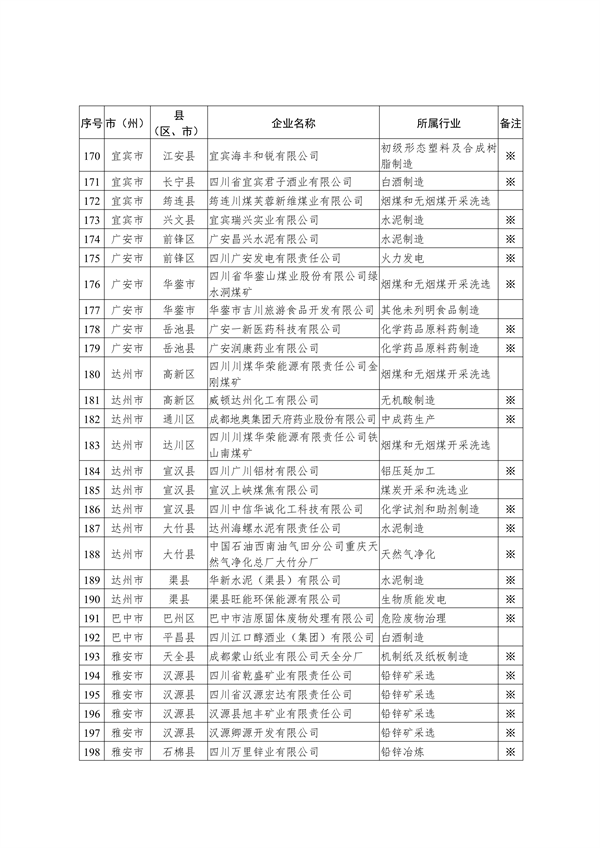 序号 市（州） 县（区、市） 企业名称 所属行业 备注
170 宜宾市 江安县 宜宾海丰和锐有限公司 初级形态塑料及合成树脂制造 ※
171 宜宾市 长宁县 四川省宜宾君子酒业有限公司 白酒制造 ※
172 宜宾市 筠连县 筠连川煤芙蓉新维煤业有限公司 烟煤和无烟煤开采洗选
173 宜宾市 兴文县 宜宾瑞兴实业有限公司 水泥制造 ※
174 广安市 前锋区 广安昌兴水泥有限公司 水泥制造 ※
175 广安市 前锋区 四川广安发电有限责任公司 火力发电 ※
176 广安市 华蓥市 四川省华蓥山煤业股份有限公司绿水洞煤矿 烟煤和无烟煤开采洗选 ※
177 广安市 华蓥市 华蓥市古川旅游食品开发有限公司 其他未列明食品制造
178 广安市 岳池县 广安一新医药科技有限公司 化学药品原料药制造 ※
179 广安市 岳池县 广安润康药业有限公司 化学药品原料药制造 ※
180 达州市 高新区 四川川煤华荣能源有限责任公司金刚煤矿 烟煤和无烟煤开采洗选
181 达州市 高新区 威顿达州化工有限公司 无机酸制造 ※
182 达州市 通川区 成都地奥集团天府药业股份有限公司 中成药生产 ※
183 达州市 达川区 四川川煤华荣能源有限责任公司铁山南煤矿 烟煤和无烟煤开采洗选
184 达州市 宣汉县 四川广川铝材有限公司 铝压延加工 ※
185 达州市 宣汉县 宣汉上峡煤焦有限公司 煤炭开采和洗选业
186 达州市 宣汉县 四川中信华诚化工科技有限公司 化学试剂和助剂制造 ※
187 达州市 大竹县 达州海螺水泥有限责任公司 水泥制造 ※
188 达州市 大竹县 中国石油西南油气田分公司重庆天然气净化总厂大竹分厂 天然气净化 ※
189 达州市 渠县 华新水泥（渠县）有限公司 水泥制造 ※
190 达州市 渠县 渠县旺能环保能源有限公司 生物质能发电 ※
191 巴中市 巴州区 巴中市洁原固体废物处理有限公司 危险废物治理 ※
192 巴中市 平昌县 四川江口醇酒业（集团）有限公司 白酒制造
193 雅安市 天全县 成都蒙山纸业有限公司天全分厂 机制纸及纸板制造 ※
194 雅安市 汉源县 四川省乾盛矿业有限责任公司 铅锌矿采选 ※
195 雅安市 汉源县 四川省汉源宏达有限责任公司 铅锌矿采选 ※
196 雅安市 汉源县 汉源县旭丰矿业有限责任公司 铅锌矿采选 ※
197 雅安市 汉源县 汉源卿源开发有限公司 铅锌矿采选 ※
198 雅安市 石棉县 四川万里锌业有限公司 铅锌冶炼 ※